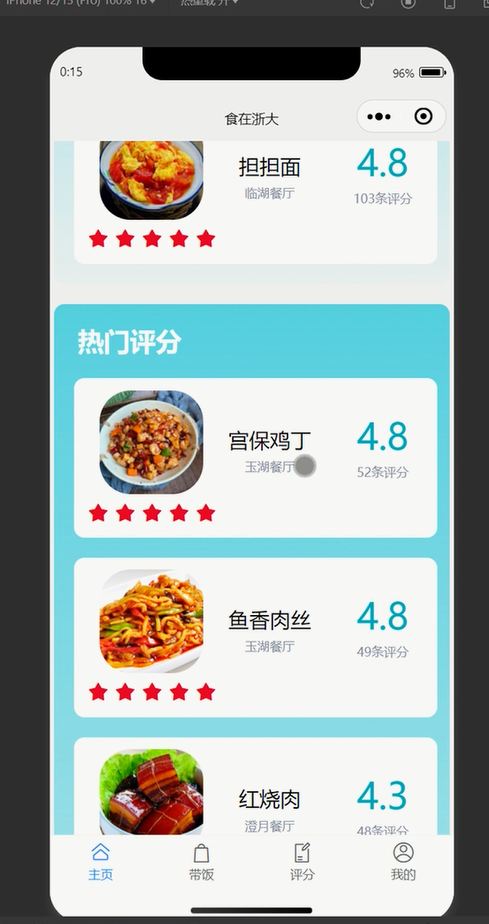 iPhone 12/13 (Pro) 100% 16
热重载 开
0:15
96%
食在浙大
担担面
临湖餐厅
4.8
103条评分
热门评分
宫保鸡丁
玉湖餐厅
4.8
52条评分
鱼香肉丝
玉湖餐厅
4.8
49条评分
红烧肉
澄月餐厅
4.3
48条评分
主页
带饭
评分
我的